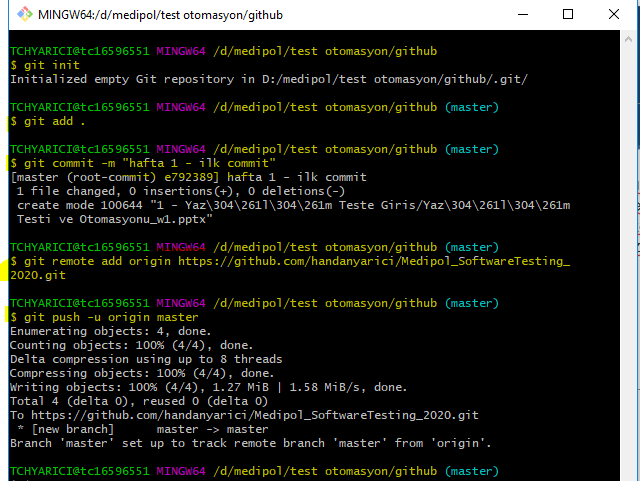 MINGW64:/d/medipol/test otomasyon/github
TCHYARICI@tc16596551 MINGW64 /d/medipol/test otomasyon/github
$ git init
Initialized empty Git repository in D:/medipol/test otomasyon/github/.git/
TCHYARICI@tc16596551 MINGW64 /d/medipol/test otomasyon/github (master)
$ git add .
TCHYARICI@tc16596551 MINGW64 /d/medipol/test otomasyon/github (master)
$ git commit -m "hafta 1 - ilk commit"
[master (root-commit) e792389] hafta 1 - ilk commit
1 file changed, 0 insertions(+), 0 deletions(-)
create mode 100644 "1 - Yaz\304\261l\304\261m Teste Giris/Yaz\304\261l\304\261m
Testi ve Otomasyonu_w1.pptx"
TCHYARICI@tc16596551 MINGW64 /d/medipol/test otomasyon/github (master)
$ git remote add origin https://github.com/handanyarici/Medipol_SoftwareTesting_
2020.git
TCHYARICI@tc16596551 MINGW64 /d/medipol/test otomasyon/github (master)
$ git push -u origin master
Enumerating objects: 4, done.
Counting objects: 100% (4/4), done.
Delta compression using up to 8 threads
Compressing objects: 100% (4/4), done.
Writing objects: 100% (4/4), 1.27 MiB | 1.58 MiB/s, done.
Total 4 (delta 0), reused 0 (delta 0)
To https://github.com/handanyarici/Medipol_SoftwareTesting_2020.git
* [new branch] master -> master
Branch 'master' set up to track remote branch 'master' from 'origin'.
TCHYARICI@tc16596551 MINGW64 /d/medipol/test otomasyon/github (master)